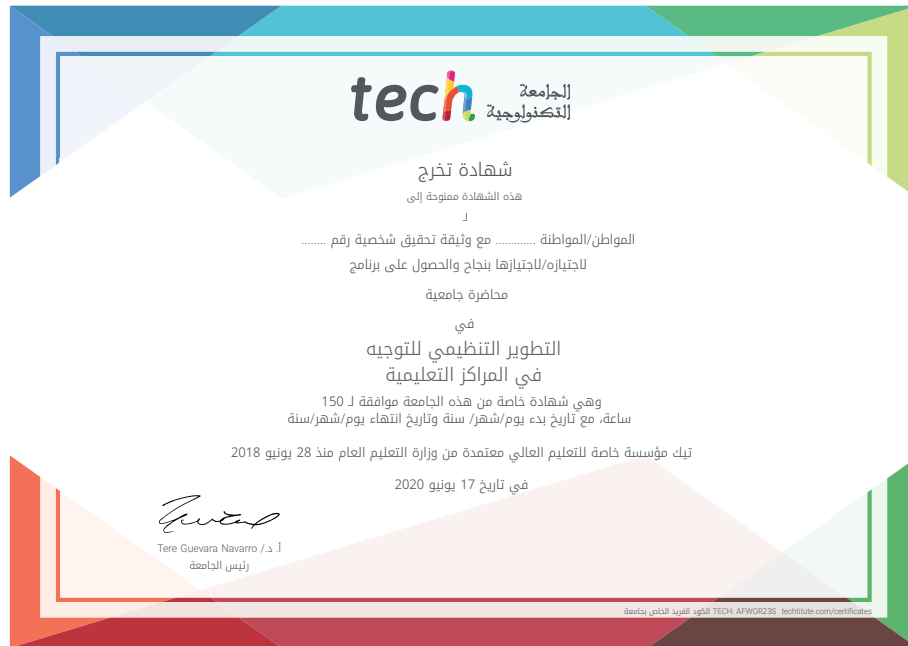 tech الجامعة
التكنولوجية
شهادة تخرج
هذه الشهادة ممنوحة إلى
لـ
المواطن/المواطنة ............ مع وثيقة تحقيق شخصية رقم ........
لاجتيازه/لاجتيازها بنجاح والحصول على برنامج
محاضرة جامعية
في
التطوير التنظيمي للتوجيه
في المراكز التعليمية
وهي شهادة خاصة من هذه الجامعة موافقة لـ 150
ساعة، مع تاريخ بدء يوم/شهر/ سنة وتاريخ انتهاء يوم/شهر/سنة
تيك مؤسسة خاصة للتعليم العالي معتمدة من وزارة التعليم العام منذ 28 يونيو 2018
في تاريخ 17 يونيو 2020
أ. د./ Tere Guevara Navarro
رئيس الجامعة
الكود الفريد الخاص بجامعة TECH: AFWOR23S techtitute.com/certificates